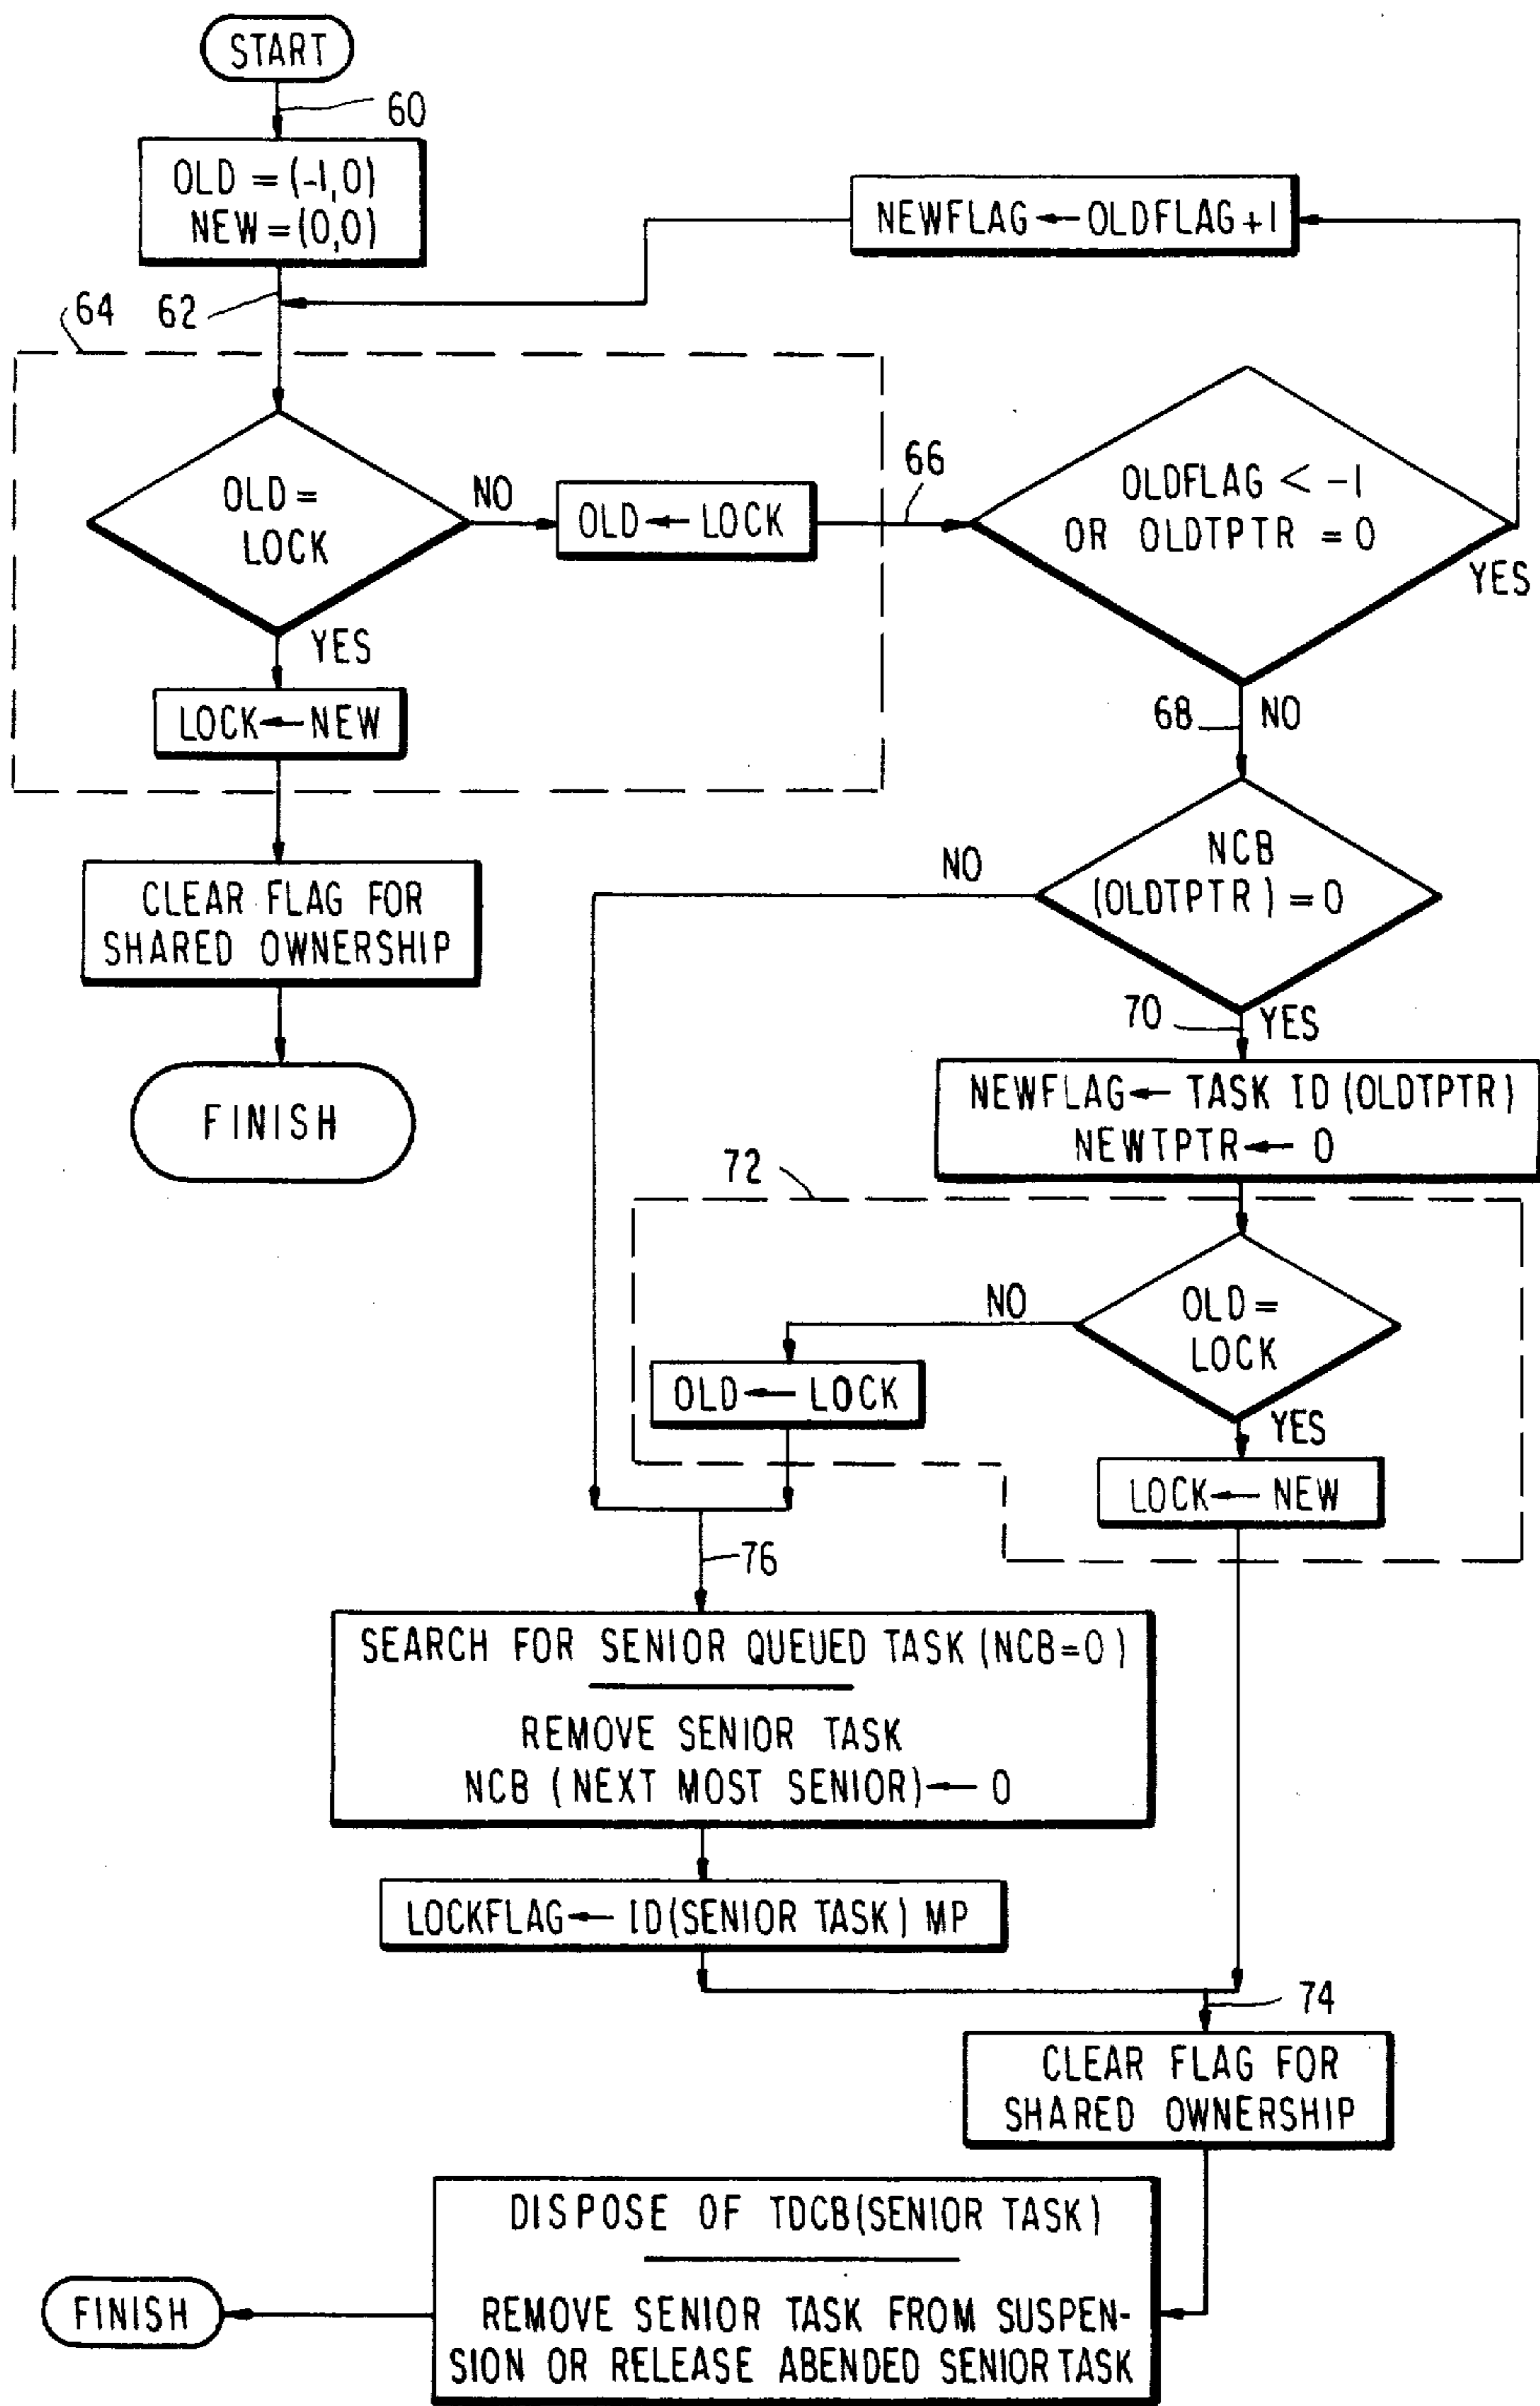 START
60
OLD = (-1,0)
NEW = (0,0)
NEWFLAG ← OLDFLAG + 1
64
62
OLD =
LOCK
NO
OLD ← LOCK
66
OLDFLAG < -1
OR OLDTPTR = 0
YES
YES
LOCK ← NEW
68
NO
CLEAR FLAG FOR
SHARED OWNERSHIP
NO
NCB
(OLDTPTR) = 0
FINISH
70
YES
NEWFLAG ← TASK ID (OLDTPTR)
NEWTPTR ← 0
72
OLD =
LOCK
NO
OLD ← LOCK
YES
LOCK ← NEW
76
SEARCH FOR SENIOR QUEUED TASK (NCB=0)
REMOVE SENIOR TASK
NCB (NEXT MOST SENIOR) ← 0
LOCKFLAG ← ID(SENIOR TASK) MP
74
CLEAR FLAG FOR
SHARED OWNERSHIP
DISPOSE OF TDCB(SENIOR TASK)
REMOVE SENIOR TASK FROM SUSPEN-
SION OR RELEASE ABENDED SENIOR TASK
FINISH